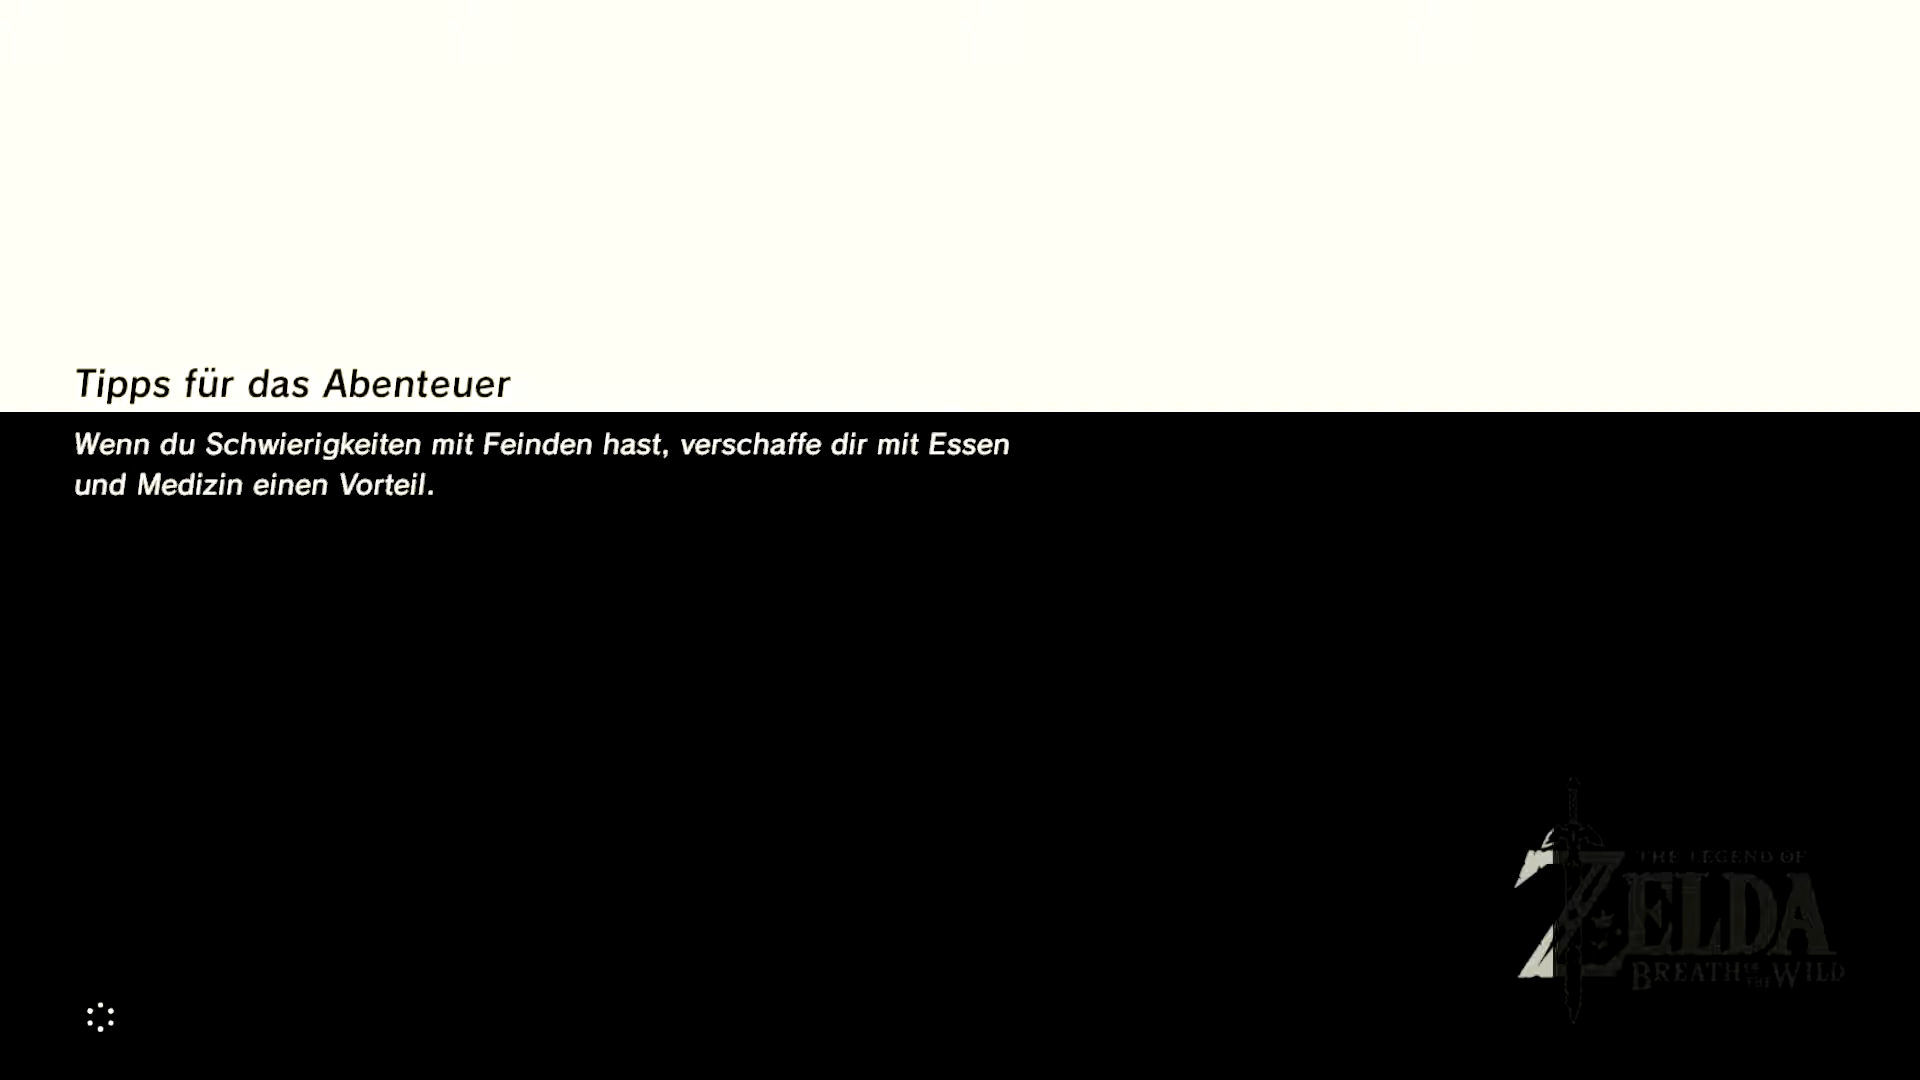 Tipps für das Abenteuer
Wenn du Schwierigkeiten mit Feinden hast, verschaffe dir mit Essen
und Medizin einen Vorteil.
THE LEGEND OF
ZELDA
BREATH OF THE WILD